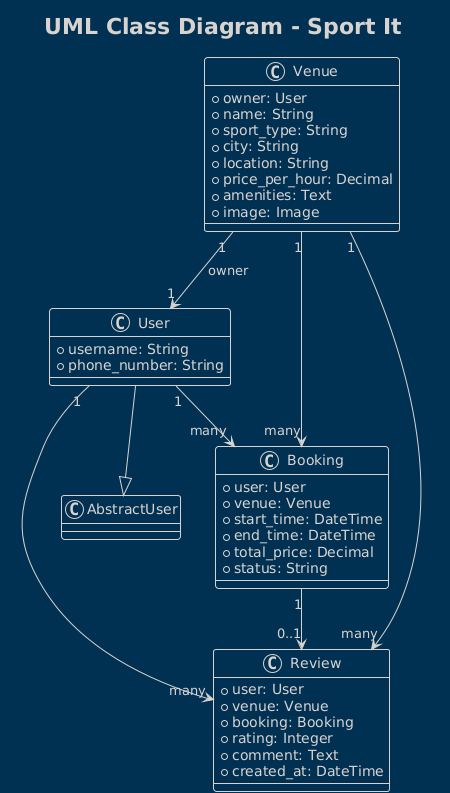 UML Class Diagram - Sport It
C Venue
owner: User
name: String
sport_type: String
city: String
location: String
price_per_hour: Decimal
amenities: Text
image: Image
1
1
1
owner
1
C User
username: String
phone_number: String
1
1
many
many
C AbstractUser
C Booking
user: User
venue: Venue
start_time: DateTime
end_time: DateTime
total_price: Decimal
status: String
1
0..1
many
many
C Review
user: User
venue: Venue
booking: Booking
rating: Integer
comment: Text
created_at: DateTime